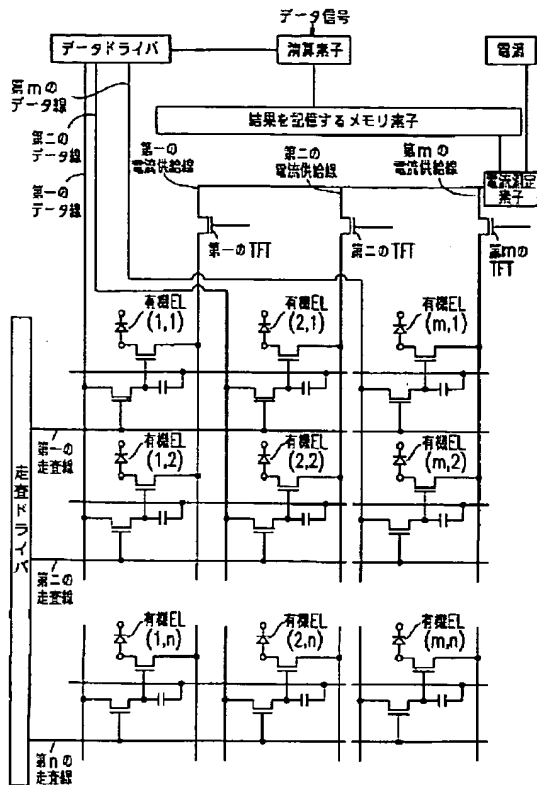 データ信号
データドライバ
演算素子
電源
結果を記憶するメモリ素子
電流測定
素子
第mの
データ線
第二の
データ線
第一の
データ線
第一の
電流供給線
第二の
電流供給線
第mの
電流供給線
第一のTFT
第二のTFT
第mの
TFT
有機EL
(1,1)
有機EL
(2,1)
有機EL
(m,1)
第一の
走査線
有機EL
(1,2)
有機EL
(2,2)
有機EL
(m,2)
走査ドライバ
第二の
走査線
有機EL
(1,n)
有機EL
(2,n)
有機EL
(m,n)
第nの
走査線